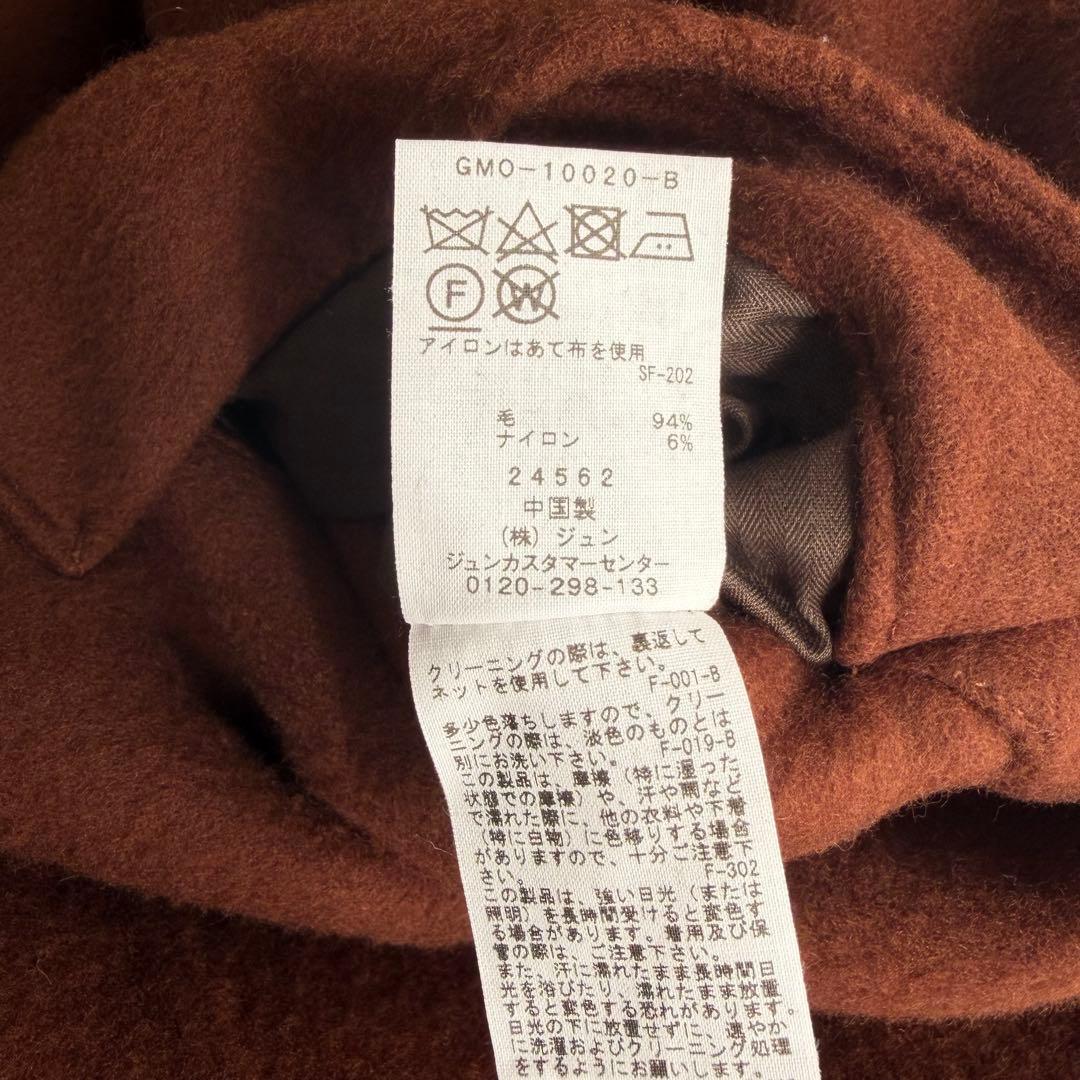 GMO-10020-B
F
W
アイロンはあて布を使用
SF-202
毛 94%
ナイロン 6%
24562
中国製
(株) ジュン
ジュンカスタマーセンター
0120-298-133
クリーニングの際は、裏返して
ネットを使用して下さい。
F-001-B
多少色落ちしますので、クリー
ニングの際は、淡色のものとは
別にお洗い下さい。
F-019-B
この製品は、摩擦(特に湿った
状態での摩擦)や、汗や雨など
で濡れた際に、他の衣料や下着
(特に白物)に色移りする場合
がありますので、十分ご注意下
さい。
F-302
この製品は、強い日光(または
照明)を長時間受けると変色す
る場合があります。着用及び保
管の際は、ご注意下さい。
また、汗に濡れたまま長時間日
光を浴びたり、濡れたまま放置
すると変色する恐れがあります。
日光の下に放置せずに、速やか
に洗濯およびクリーニング処理
をするようにお願いします。